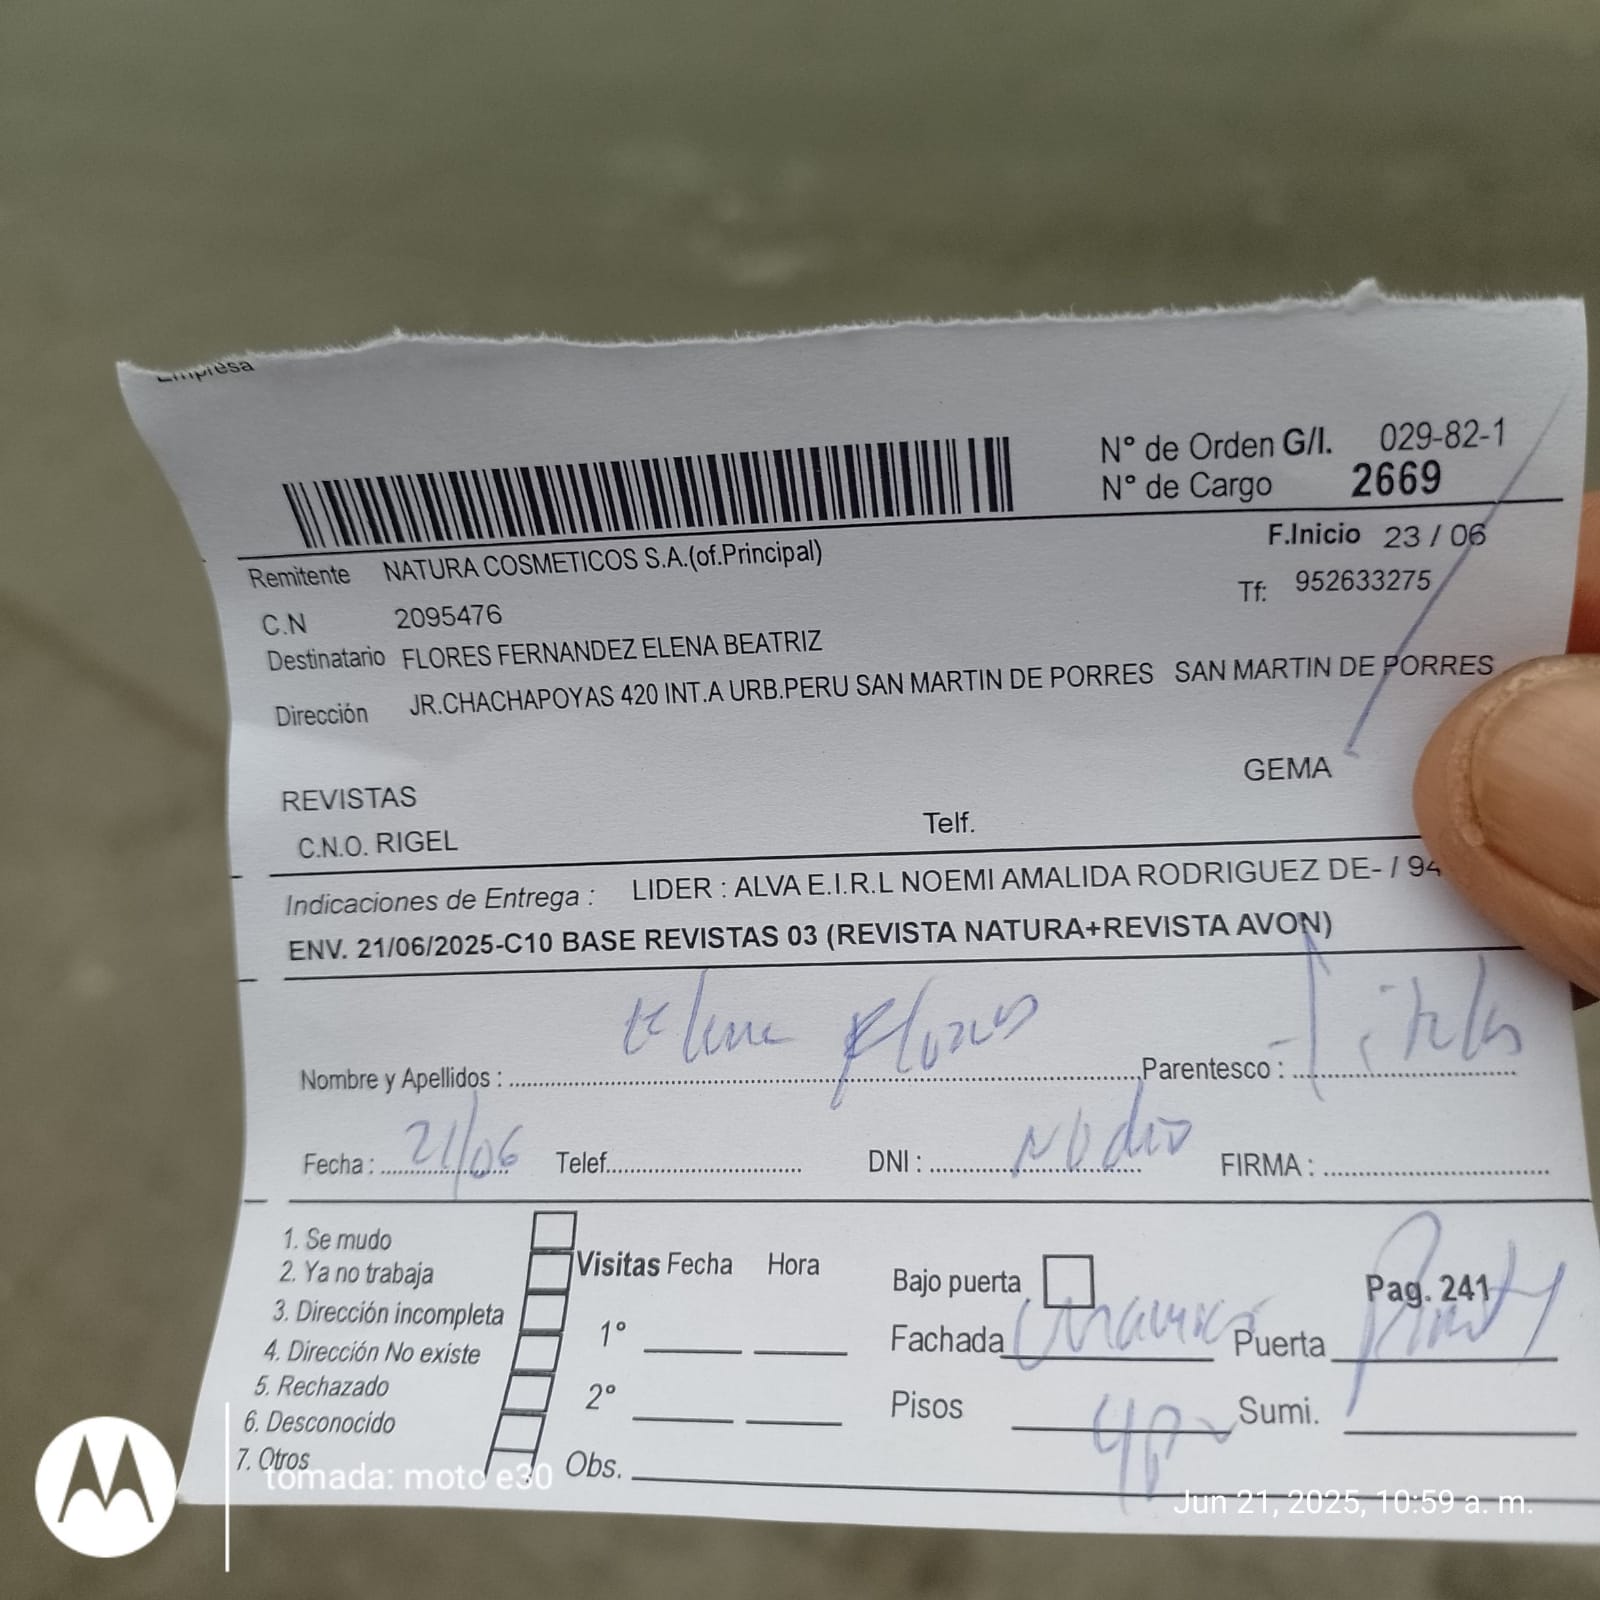 Empresa
N° de Orden G/I. 029-82-1
N° de Cargo 2669
F.Inicio 23 / 06
Remitente NATURA COSMETICOS S.A.(of.Principal)
Tf: 952633275
C.N 2095476
Destinatario FLORES FERNANDEZ ELENA BEATRIZ
Dirección JR.CHACHAPOYAS 420 INT.A URB.PERU SAN MARTIN DE PORRES SAN MARTIN DE PORRES
GEMA
REVISTAS
C.N.O. RIGEL Telf.
Indicaciones de Entrega : LIDER : ALVA E.I.R.L NOEMI AMALIDA RODRIGUEZ DE- / 94
ENV. 21/06/2025-C10 BASE REVISTAS 03 (REVISTA NATURA+REVISTA AVON)
Nombre y Apellidos : Elena Flores Parentesco : Titular
Fecha : 21/06 Telef. DNI : No dio FIRMA :
1. Se mudo
2. Ya no trabaja
3. Dirección incompleta
4. Dirección No existe
5. Rechazado
6. Desconocido
7. Otros
Visitas Fecha Hora
1°
2°
Obs.
Bajo puerta Pag. 241
Fachada Puerta
Pisos 4P Sumi.
tomada: moto e30
Jun 21, 2025, 10:59 a. m.